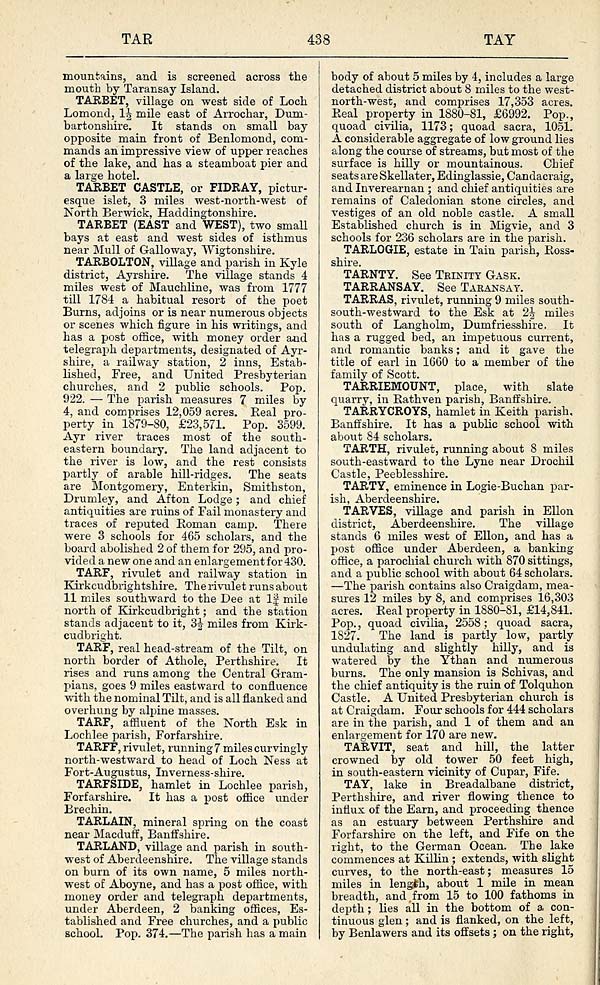 TAR 438 TAY
mountains, and is screened across the
mouth by Taransay Island.
TARBET, village on west side of Loch
Lomond, 1½ mile east of Arrochar, Dum-
bartonshire. It stands on small bay
opposite main front of Benlomond, com-
mands an impressive view of upper reaches
of the lake, and has a steamboat pier and
a large hotel.
TARBET CASTLE, or FIDRAY, pictur-
esque islet, 3 miles west-north-west of
North Berwick, Haddingtonshire.
TARBET (EAST and WEST), two small
bays at east and west sides of isthmus
near Mull of Galloway, Wigtonshire.
TARBOLTON, village and parish in Kyle
district, Ayrshire. The village stands 4
miles west of Mauchline, was from 1777
till 1784 a habitual resort of the poet
Burns, adjoins or is near numerous objects
or scenes which figure in his writings, and
has a post office, with money order and
telegraph departments, designated of Ayr-
shire, a railway station, 2 inns, Estab-
lished, Free, and United Presbyterian
churches, and 2 public schools. Pop.
922. — The parish measures 7 miles by
4, and comprises 12,059 acres. Real pro-
perty in 1879-80, £23,571. Pop. 3599.
Ayr river traces most of the south-
eastern boundary. The land adjacent to
the river is low, and the rest consists
partly of arable hill-ridges. The seats
are Montgomery, Enterkin, Smithston,
Drumley, and Afton Lodge; and chief
antiquities are ruins of Fail monastery and
traces of reputed Roman camp. There
were 3 schools for 465 scholars, and the
board abolished 2 of them for 295, and pro-
vided a new one and an enlargement for 430.
TARF, rivulet and railway station in
Kirkcudbrightshire. The rivulet runs about
11 miles southward to the Dee at 1¾ mile
north of Kirkcudbright; and the station
stands adjacent to it, 3½ miles from Kirk-
cudbright.
TARF, real head-stream of the Tilt, on
north border of Athole, Perthshire. It
rises and runs among the Central Gram-
pians, goes 9 miles eastward to confluence
with the nominal Tilt, and is all flanked and
overhung by alpine masses.
TARF, affluent of the North Esk in
Lochlee parish, Forfarshire.
TARFF, rivulet, running 7 miles curvingly
north-westward to head of Loch Ness at
Fort-Augustus, Inverness-shire.
TARFSIDE, hamlet in Lochlee parish,
Forfarshire. It has a post office under
Brechin.
TARLAIN, mineral spring on the coast
near Macduff, Banffshire.
TARLAND, village and parish in south-
west of Aberdeenshire. The village stands
on burn of its own name, 5 miles north-
west of Aboyne, and has a post office, with
money order and telegraph departments,
under Aberdeen, 2 banking offices, Es-
tablished and Free churches, and a public
school. Pop. 374.—The parish has a main
body of about 5 miles by 4, includes a large
detached district about 8 miles to the west-
north-west, and comprises 17,353 acres.
Real property in 1880-81, £6992. Pop.,
quoad civilia, 1173; quoad sacra, 1051.
A considerable aggregate of low ground lies
along the course of streams, but most of the
surface is hilly or mountainous. Chief
seats are Skellater, Edinglassie, Candacraig,
and Inverearnan; and chief antiquities are
remains of Caledonian stone circles, and
vestiges of an old noble castle. A small
Established church is in Migvie, and 3
schools for 236 scholars are in the parish.
TARLOGIE, estate in Tain parish, Ross-
shire.
TARNTY. See TRINITY GASK.
TARRANSAY. See TARANSAY.
TARRAS, rivulet, running 9 miles south-
south-westward to the Esk at 2½ miles
south of Langholm, Dumfriesshire. It
has a rugged bed, an impetuous current,
and romantic banks; and it gave the
title of earl in 1660 to a member of the
family of Scott.
TARRIEMOUNT, place, with slate
quarry, in Rathven parish, Banffshire.
TARRYCROYS, hamlet in Keith parish,
Banffshire. It has a public school with
about 84 scholars.
TARTH, rivulet, running about 8 miles
south-eastward to the Lyne near Drochil
Castle, Peeblesshire.
TARTY, eminence in Logie-Buchan par-
ish, Aberdeenshire.
TARVES, village and parish in Ellon
district, Aberdeenshire. The village
stands 6 miles west of Ellon, and has a
post office under Aberdeen, a banking
office, a parochial church with 870 sittings,
and a public school with about 64 scholars.
—The parish contains also Craigdam, mea-
sures 12 miles by 8, and comprises 16,303
acres. Real property in 1880-81, £14,841.
Pop., quoad civilia, 2558; quoad sacra,
1827. The land is partly low, partly
undulating and slightly hilly, and is
watered by the Ythan and numerous
burns. The only mansion is Schivas, and
the chief antiquity is the ruin of Tolquhon
Castle. A United Presbyterian church is
at Craigdam. Four schools for 444 scholars
are in the parish, and 1 of them and an
enlargement for 170 are new.
TARVIT, seat and hill, the latter
crowned by old tower 50 feet high,
in south-eastern vicinity of Cupar, Fife.
TAY, lake in Breadalbane district,
Perthshire, and river flowing thence to
influx of the Earn, and proceeding thence
as an estuary between Perthshire and
Forfarshire on the left, and Fife on the
right, to the German Ocean. The lake
commences at Killin; extends, with slight
curves, to the north-east; measures 15
miles in length, about 1 mile in mean
breadth, and from 15 to 100 fathoms in
depth; lies all in the bottom of a con-
tinuous glen; and is flanked, on the left,
by Benlawers and its offsets; on the right,